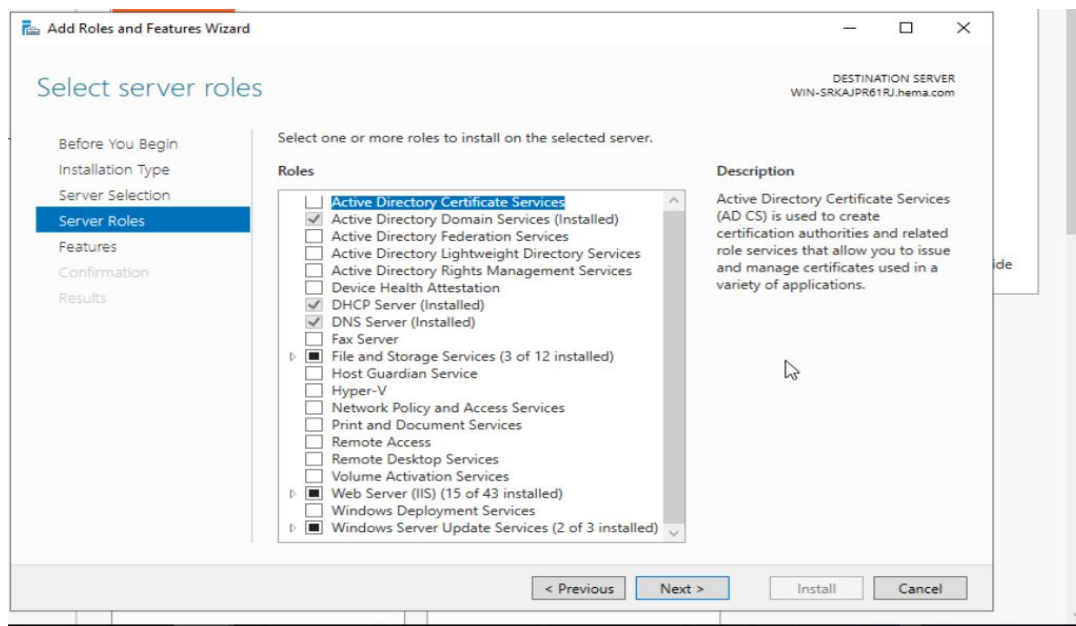 Add Roles and Features Wizard
Select server roles
DESTINATION SERVER
WIN-SRKAJPR61RJ.hema.com
Before You Begin
Installation Type
Server Selection
Server Roles
Features
Confirmation
Results
Select one or more roles to install on the selected server.
Roles
Active Directory Certificate Services
Active Directory Domain Services (Installed)
Active Directory Federation Services
Active Directory Lightweight Directory Services
Active Directory Rights Management Services
Device Health Attestation
DHCP Server (Installed)
DNS Server (Installed)
Fax Server
File and Storage Services (3 of 12 installed)
Host Guardian Service
Hyper-V
Network Policy and Access Services
Print and Document Services
Remote Access
Remote Desktop Services
Volume Activation Services
Web Server (IIS) (15 of 43 installed)
Windows Deployment Services
Windows Server Update Services (2 of 3 installed)
Description
Active Directory Certificate Services
(AD CS) is used to create
certification authorities and related
role services that allow you to issue
and manage certificates used in a
variety of applications.
ide
< Previous
Next >
Install
Cancel